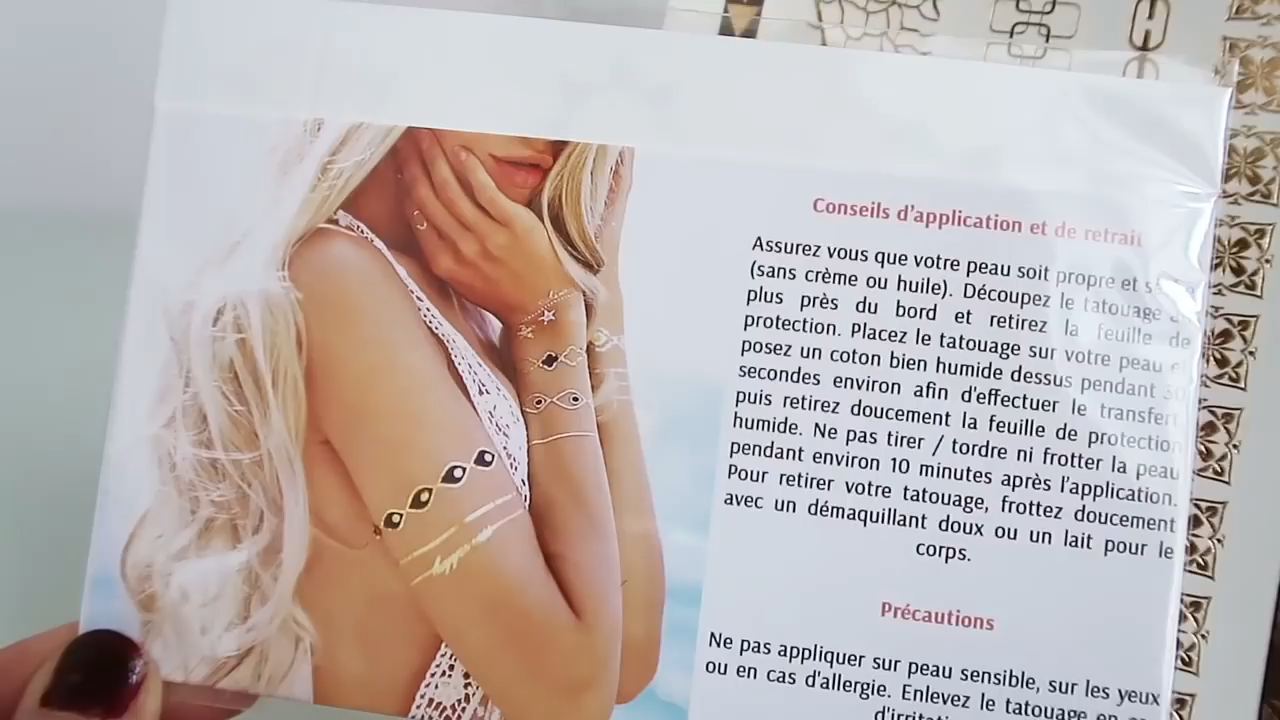 Conseils d'application et de retrait
Assurez vous que votre peau soit propre et
(sans crème ou huile). Découpez le tatouage
plus près du bord et retirez la feuille de
protection. Placez le tatouage sur votre peau
posez un coton bien humide dessus pendant
secondes environ afin d'effectuer le transfert
puis retirez doucement la feuille de protection
humide. Ne pas tirer / tordre ni frotter la peau
pendant environ 10 minutes après l'application.
Pour retirer votre tatouage, frottez doucement
avec un démaquillant doux ou un lait pour le
corps.
Précautions
Ne pas appliquer sur peau sensible, sur les yeux
ou en cas d'allergie. Enlevez le tatouage en